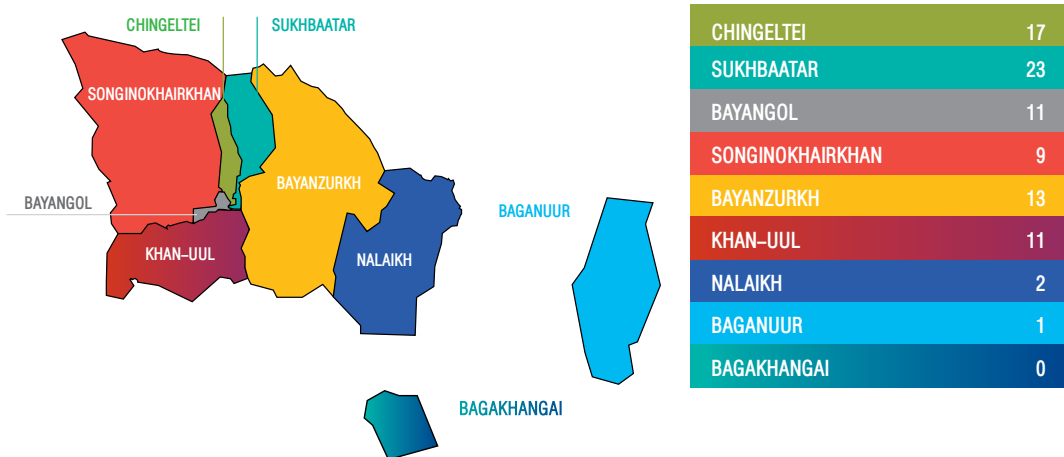 CHINGELTEI
SUKHBAATAR
SONGINOKHAIRKHAN
BAYANZURKH
BAYANGOL
KHAN–UUL
NALAIKH
BAGANUUR
BAGAKHANGAI
CHINGELTEI 17
SUKHBAATAR 23
BAYANGOL 11
SONGINOKHAIRKHAN 9
BAYANZURKH 13
KHAN–UUL 11
NALAIKH 2
BAGANUUR 1
BAGAKHANGAI 0